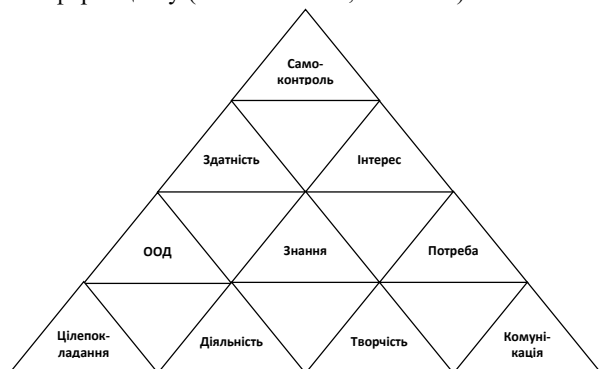 Само-
контроль
Здатність
Інтерес
ООД
Знання
Потреба
Цілепок-
ладання
Діяльність
Творчість
Комуні-
кація